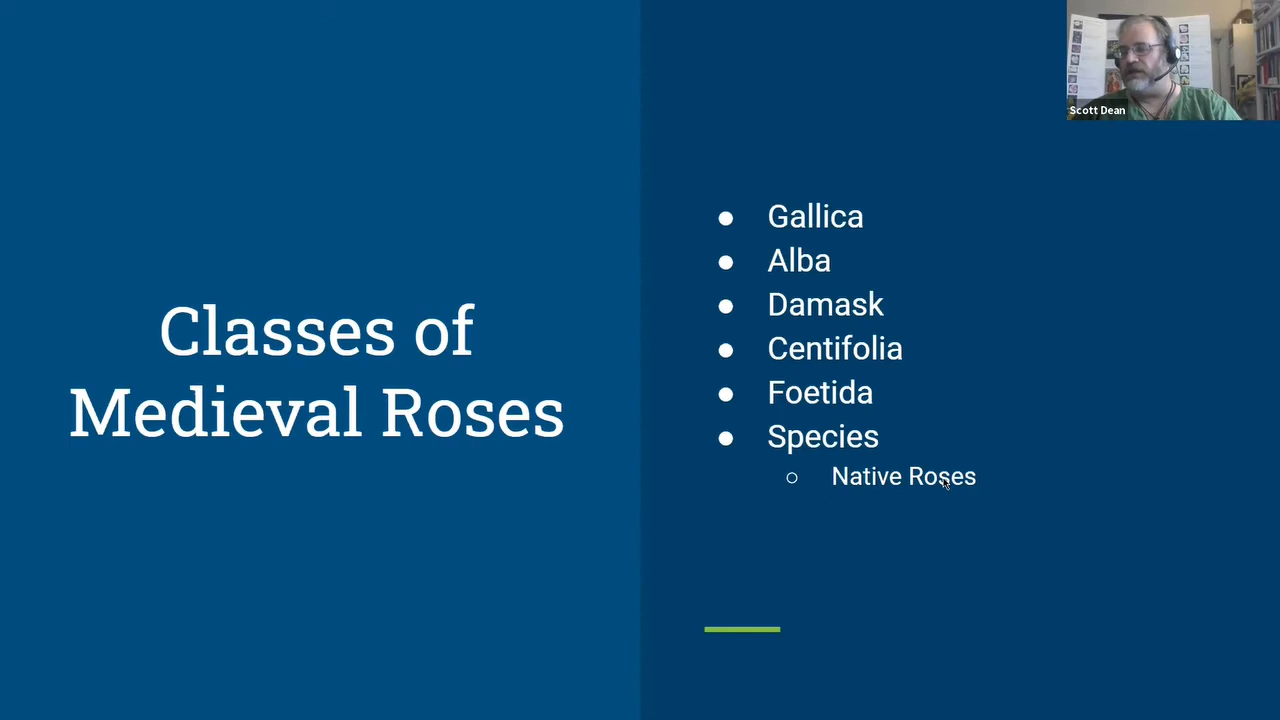 Classes of
Medieval Roses
● Gallica
● Alba
● Damask
● Centifolia
● Foetida
● Species
○ Native Roses
Scott Dean